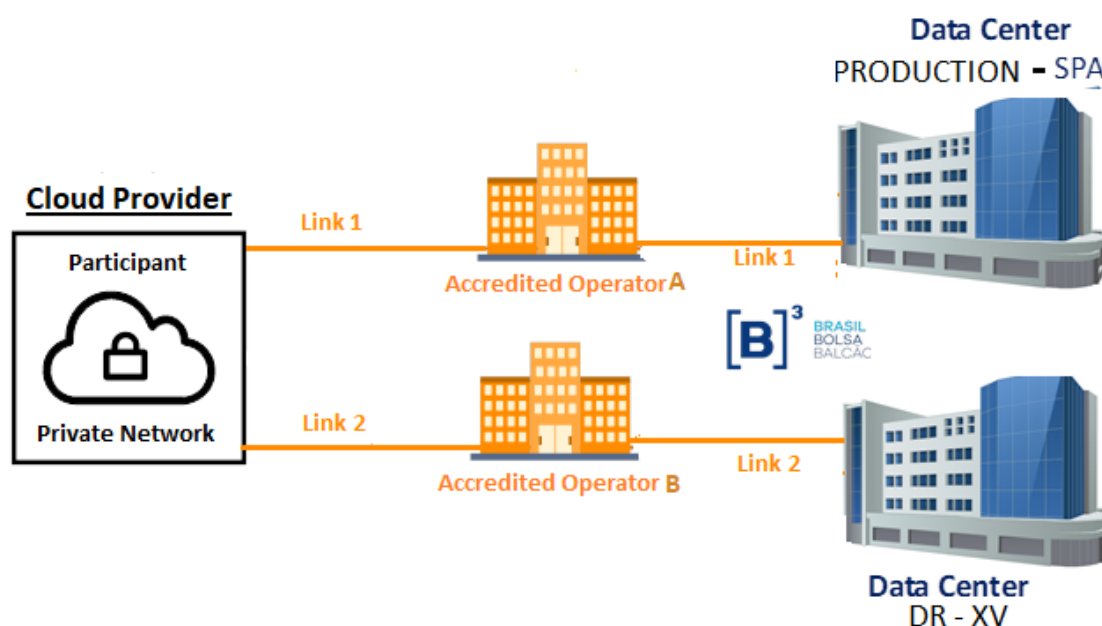 Data Center
PRODUCTION - SPA
Cloud Provider
Participant
Private Network
Link 1
Accredited Operator A
Link 1
[B]³
BRASIL
BOLSA
BALCÃO
Link 2
Accredited Operator B
Link 2
Data Center
DR - XV